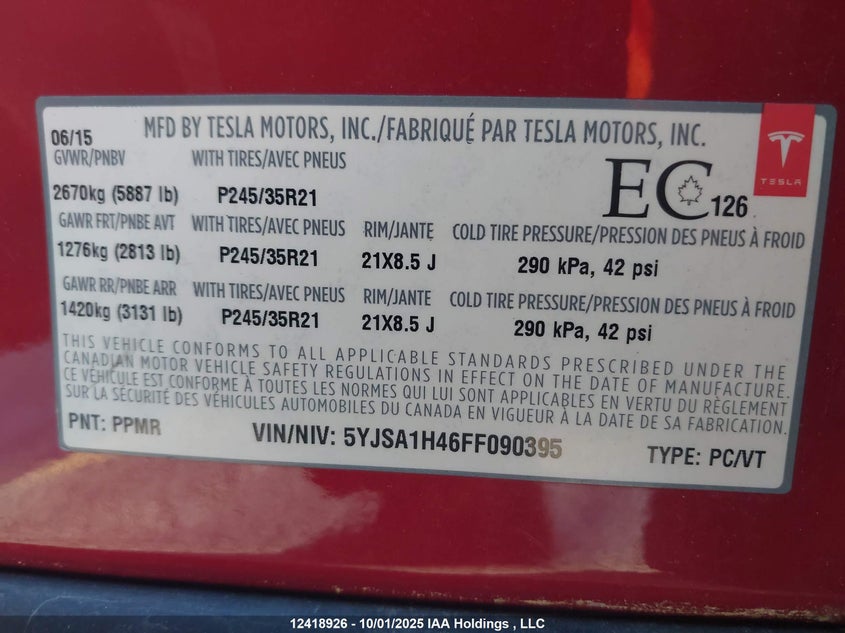 06/15 MFD BY TESLA MOTORS, INC./FABRIQUÉ PAR TESLA MOTORS, INC.
GVWR/PNBV WITH TIRES/AVEC PNEUS
2670kg (5887 lb) P245/35R21
EC 126
TESLA
GAWR FRT/PNBE AVT WITH TIRES/AVEC PNEUS RIM/JANTE COLD TIRE PRESSURE/PRESSION DES PNEUS À FROID
1276kg (2813 lb) P245/35R21 21X8.5 J 290 kPa, 42 psi
GAWR RR/PNBE ARR WITH TIRES/AVEC PNEUS RIM/JANTE COLD TIRE PRESSURE/PRESSION DES PNEUS À FROID
1420kg (3131 lb) P245/35R21 21X8.5 J 290 kPa, 42 psi
THIS VEHICLE CONFORMS TO ALL APPLICABLE STANDARDS PRESCRIBED UNDER THE
CANADIAN MOTOR VEHICLE SAFETY REGULATIONS IN EFFECT ON THE DATE OF MANUFACTURE.
CE VÉHICULE EST CONFORME À TOUTES LES NORMES QUI LUI SONT APPLICABLES EN VERTU DU RÈGLEMENT
SUR LA SÉCURITÉ DES VÉHICULES AUTOMOBILES DU CANADA EN VIGUEUR À LA DATE DE SA FABRICATION.
PNT: PPMR VIN/NIV: 5YJSA1H46FF090395 TYPE: PC/VT
12418926 - 10/01/2025 IAA Holdings , LLC